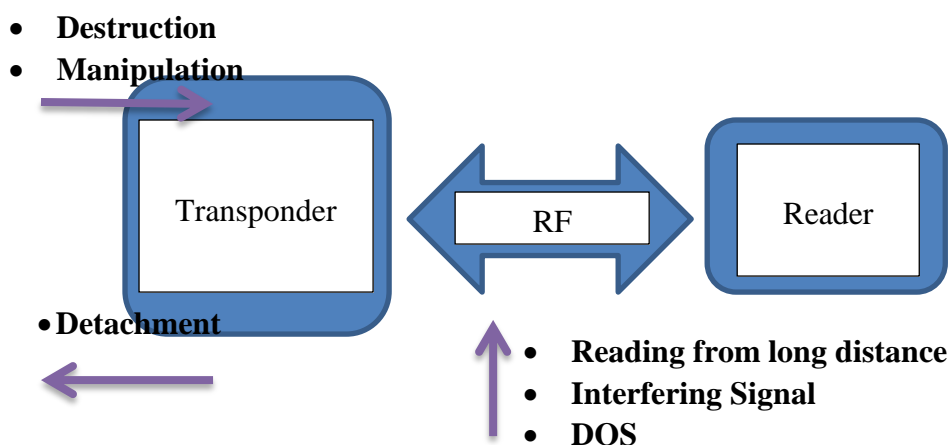 • Destruction
• Manipulation
Transponder
RF
Reader
• Detachment
• Reading from long distance
• Interfering Signal
• DOS